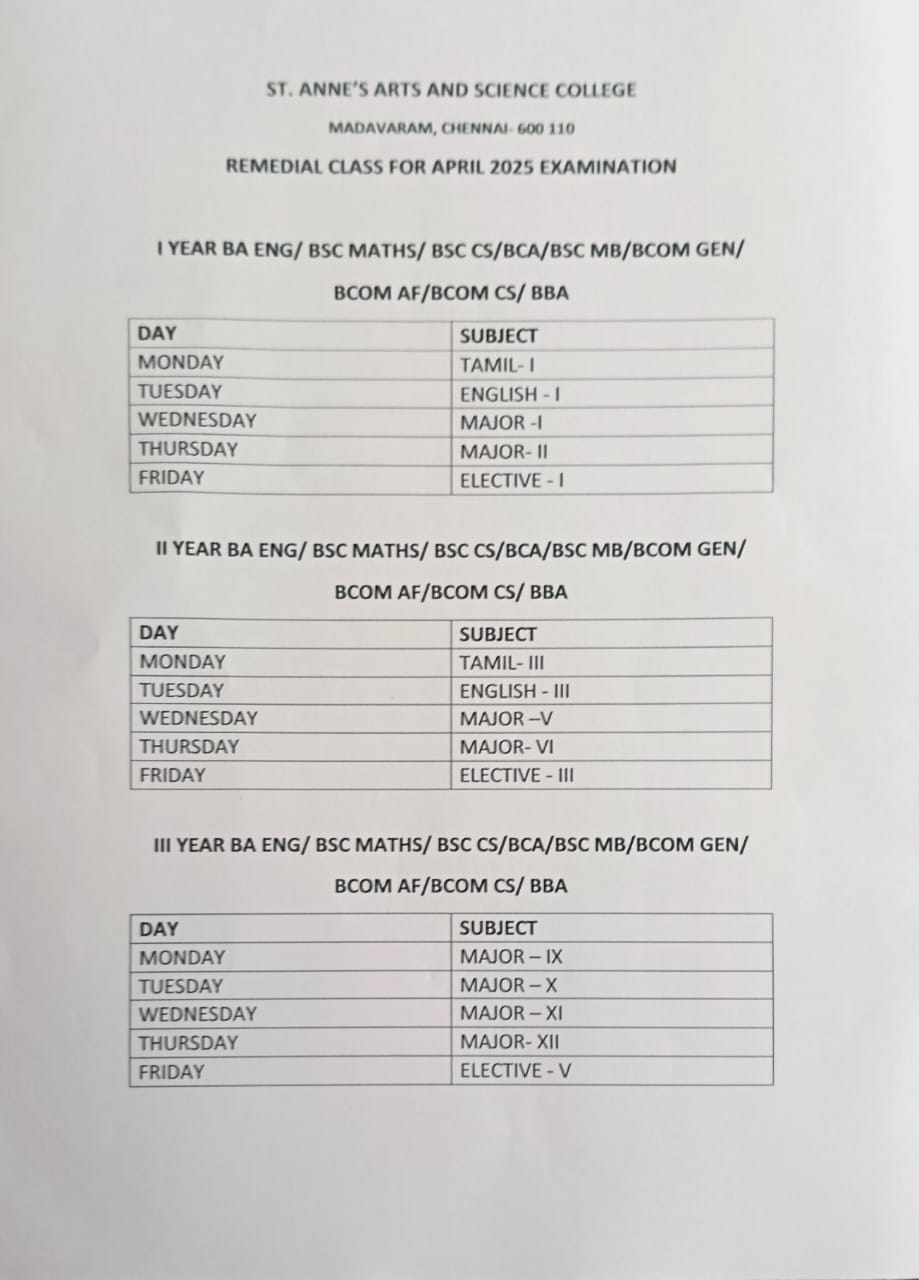 ST. ANNE'S ARTS AND SCIENCE COLLEGE
MADAVARAM, CHENNAI- 600 110
REMEDIAL CLASS FOR APRIL 2025 EXAMINATION
I YEAR BA ENG/ BSC MATHS/ BSC CS/BCA/BSC MB/BCOM GEN/
BCOM AF/BCOM CS/ BBA
DAY SUBJECT
MONDAY TAMIL- I
TUESDAY ENGLISH - I
WEDNESDAY MAJOR -I
THURSDAY MAJOR- II
FRIDAY ELECTIVE - I
II YEAR BA ENG/ BSC MATHS/ BSC CS/BCA/BSC MB/BCOM GEN/
BCOM AF/BCOM CS/ BBA
DAY SUBJECT
MONDAY TAMIL- III
TUESDAY ENGLISH - III
WEDNESDAY MAJOR –V
THURSDAY MAJOR- VI
FRIDAY ELECTIVE - III
III YEAR BA ENG/ BSC MATHS/ BSC CS/BCA/BSC MB/BCOM GEN/
BCOM AF/BCOM CS/ BBA
DAY SUBJECT
MONDAY MAJOR – IX
TUESDAY MAJOR – X
WEDNESDAY MAJOR – XI
THURSDAY MAJOR- XII
FRIDAY ELECTIVE - V